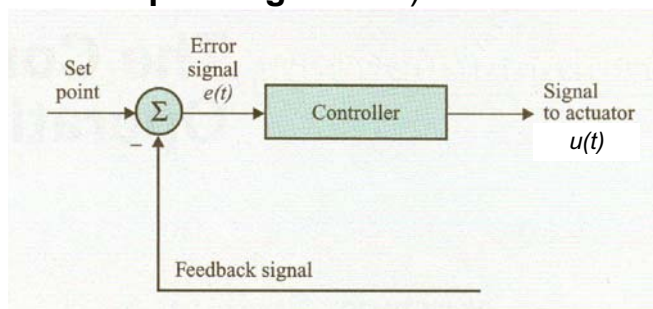 Error
Set
signal
point
e(t)
Σ
Controller
Signal
to actuator
−
u(t)
Feedback signal